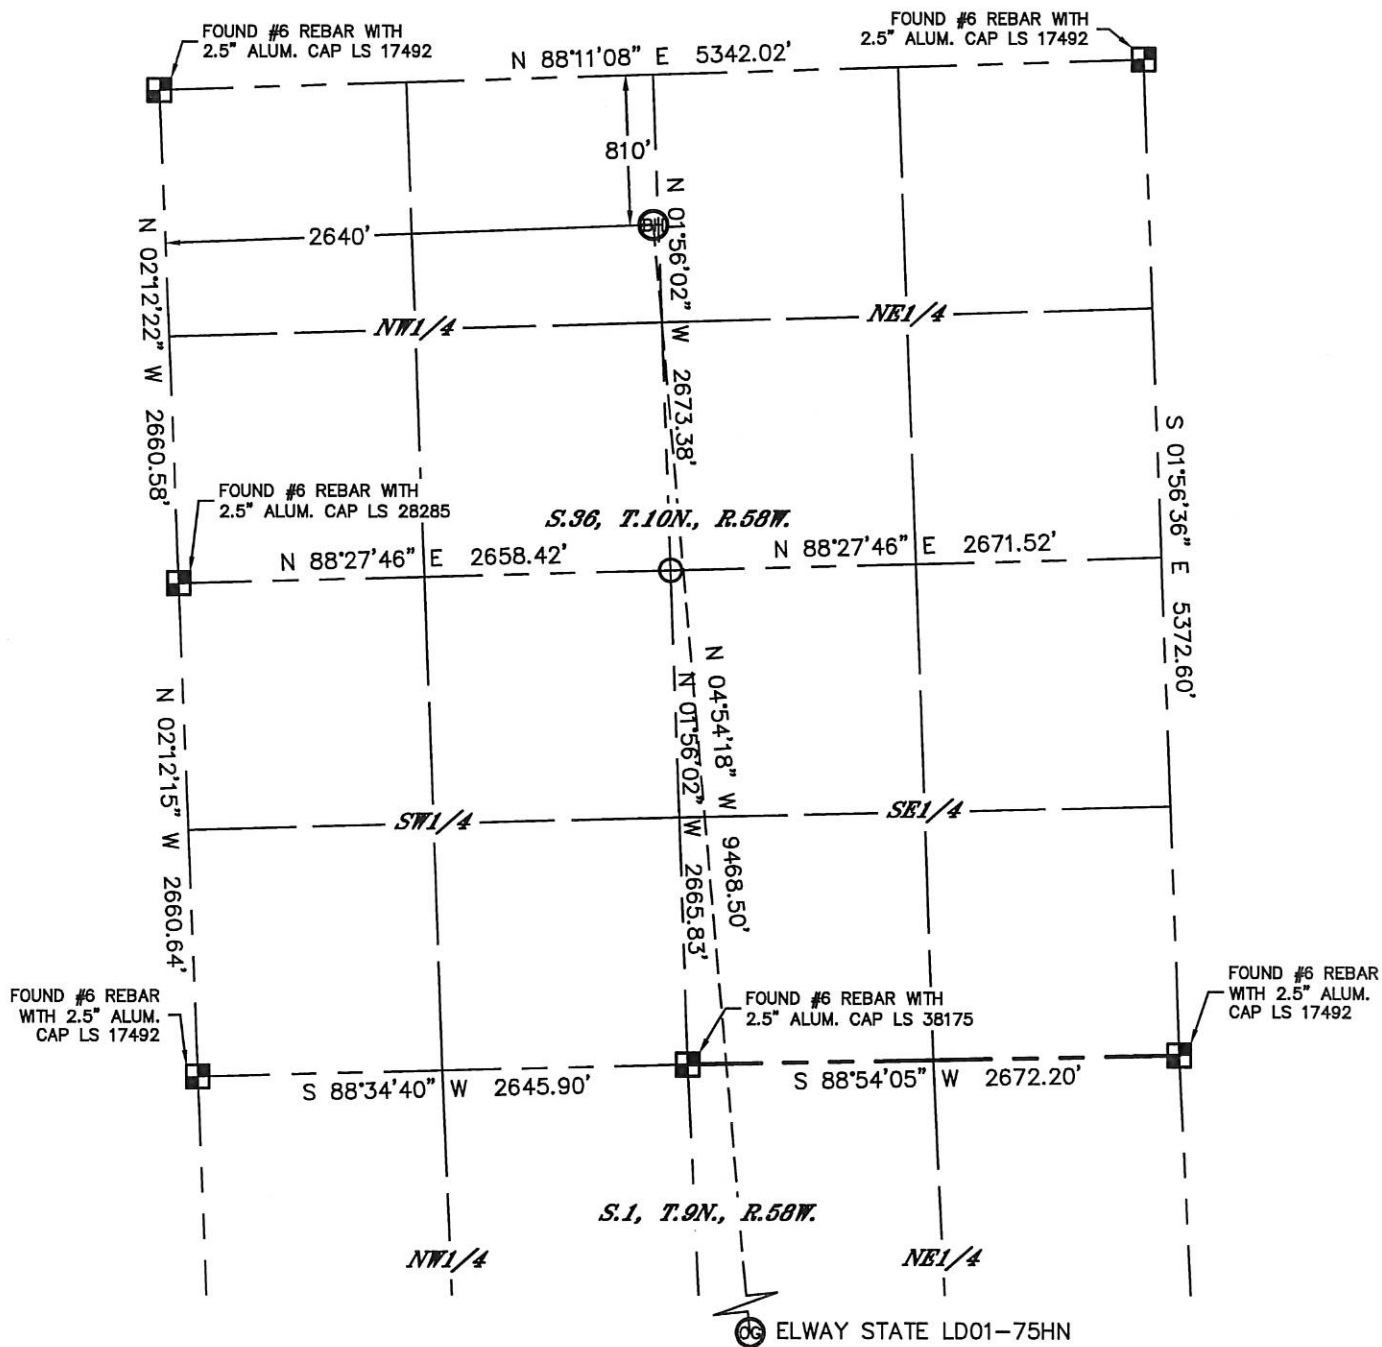 FOUND #6 REBAR WITH
2.5" ALUM. CAP LS 17492
FOUND #6 REBAR WITH
2.5" ALUM. CAP LS 17492
N 88°11'08" E 5342.02'
810'
2640'
BH
N 02°12'22" W 2660.58'
N 01°56'02" W 2673.38'
NW1/4
NE1/4
S 01°56'36" E 5372.60'
FOUND #6 REBAR WITH
2.5" ALUM. CAP LS 28285
S.36, T.10N., R.58W.
N 88°27'46" E 2658.42'
N 88°27'46" E 2671.52'
N 02°12'15" W 2660.64'
N 01°56'02" W 2665.83'
N 04°54'18" W 9468.50'
SW1/4
SE1/4
FOUND #6 REBAR
WITH 2.5" ALUM.
CAP LS 17492
FOUND #6 REBAR WITH
2.5" ALUM. CAP LS 38175
FOUND #6 REBAR
WITH 2.5" ALUM.
CAP LS 17492
S 88°34'40" W 2645.90'
S 88°54'05" W 2672.20'
S.1, T.9N., R.58W.
NW1/4
NE1/4
OG ELWAY STATE LD01-75HN